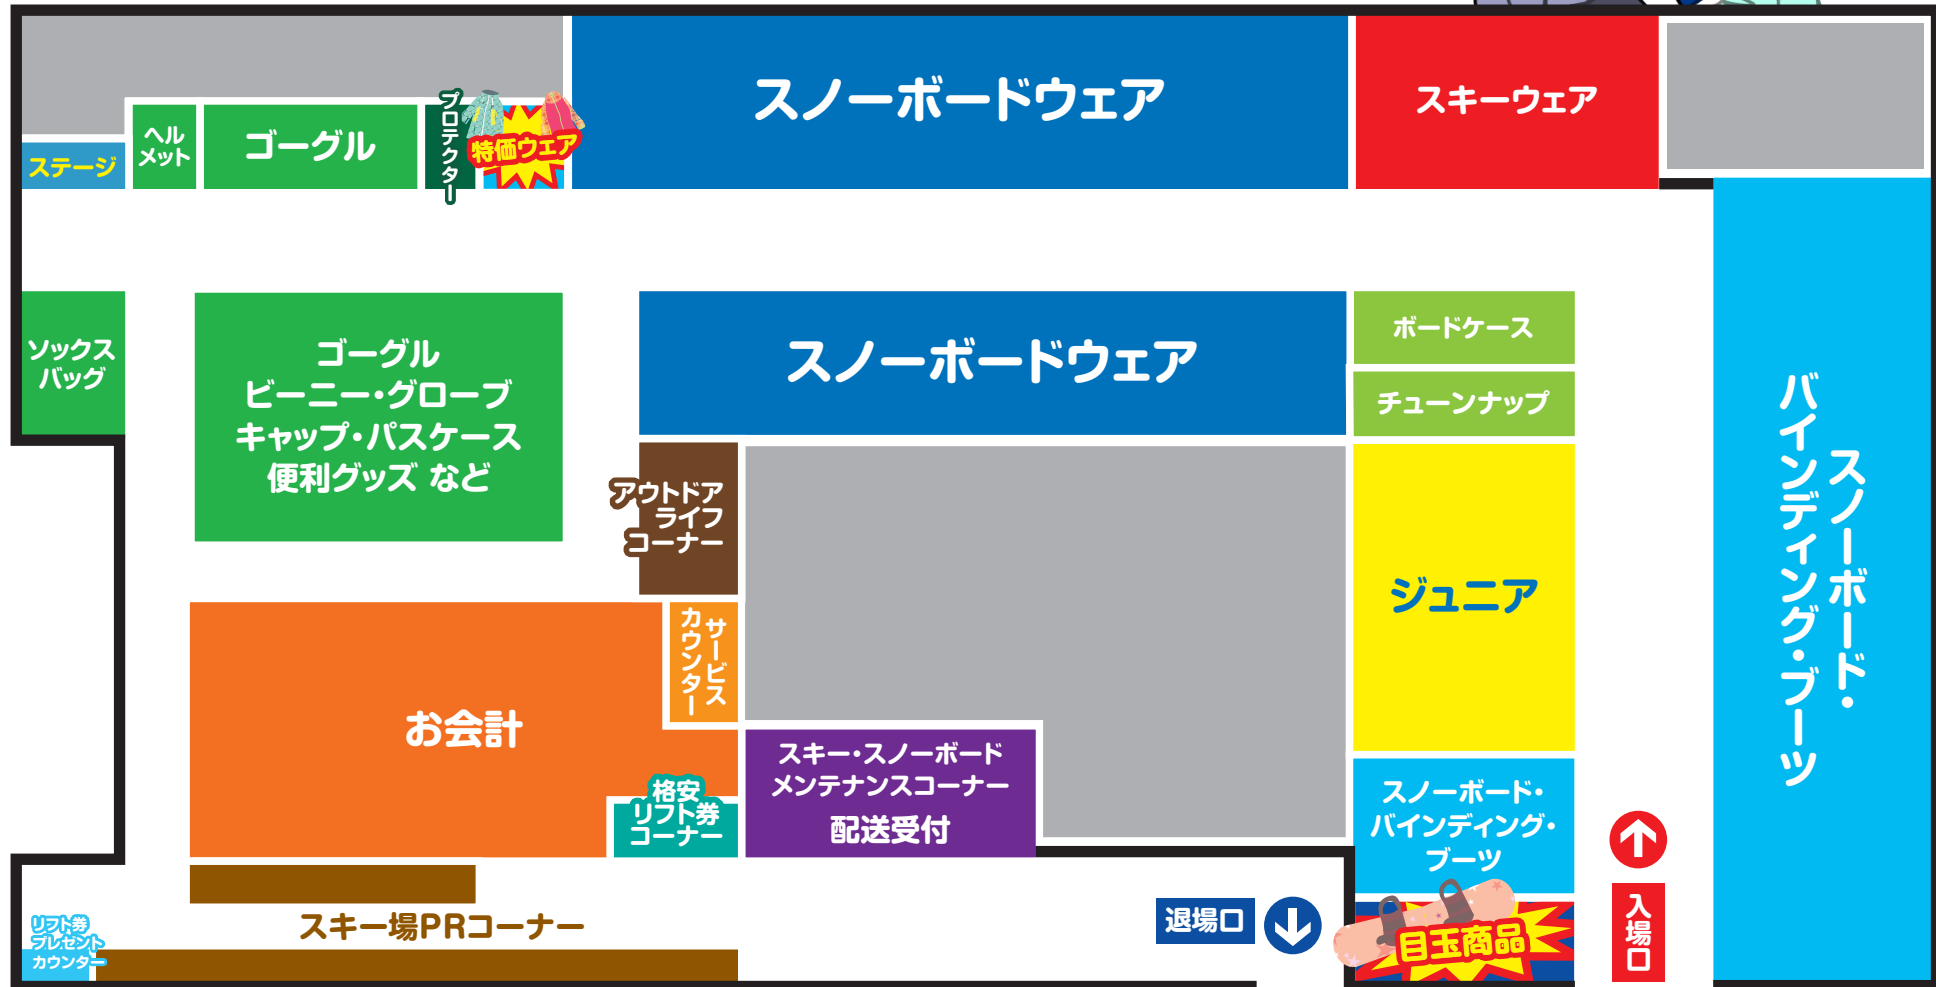 スノーボードウェア
スキーウェア
プロテクター
ヘル
メット
ゴーグル
特価ウェア
ステージ
ソックス
バッグ
ゴーグル
ビーニー・グローブ
キャップ・パスケース
便利グッズ など
スノーボードウェア
ボードケース
チューンナップ
スノーボード・
バインディング・ブーツ
アウトドア
ライフ
コーナー
ジュニア
サービス
カウンター
お会計
スキー・スノーボード
メンテナンスコーナー
配送受付
格安
リフト券
コーナー
スノーボード・
バインディング・
ブーツ
スキー場PRコーナー
リフト券
プレゼント
カウンター
退場口
目玉商品
入場口